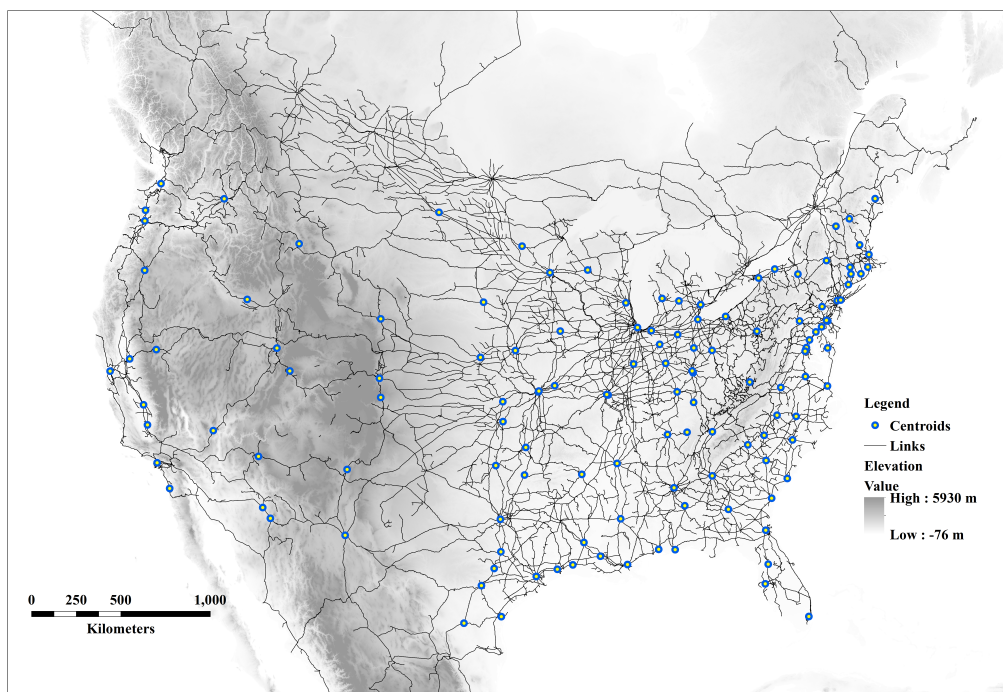 Legend
Centroids
Links
Elevation
Value
High : 5930 m
Low : -76 m
0 250 500 1,000
Kilometers